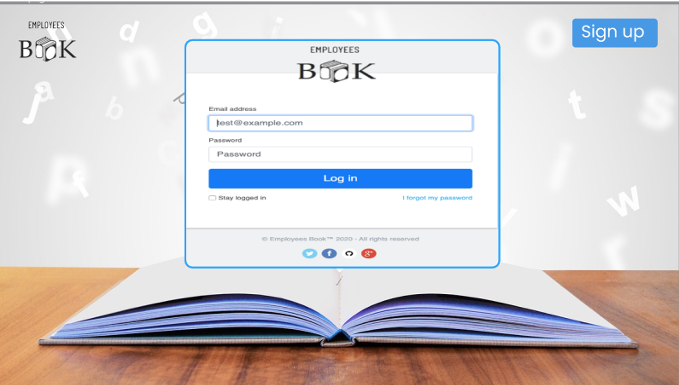 EMPLOYEES
BOOK
Sign up
EMPLOYEES
BOOK
Email address
test@example.com
Password
Password
Log in
Stay logged in
I forgot my password
© Employees Book™ 2020 - All rights reserved